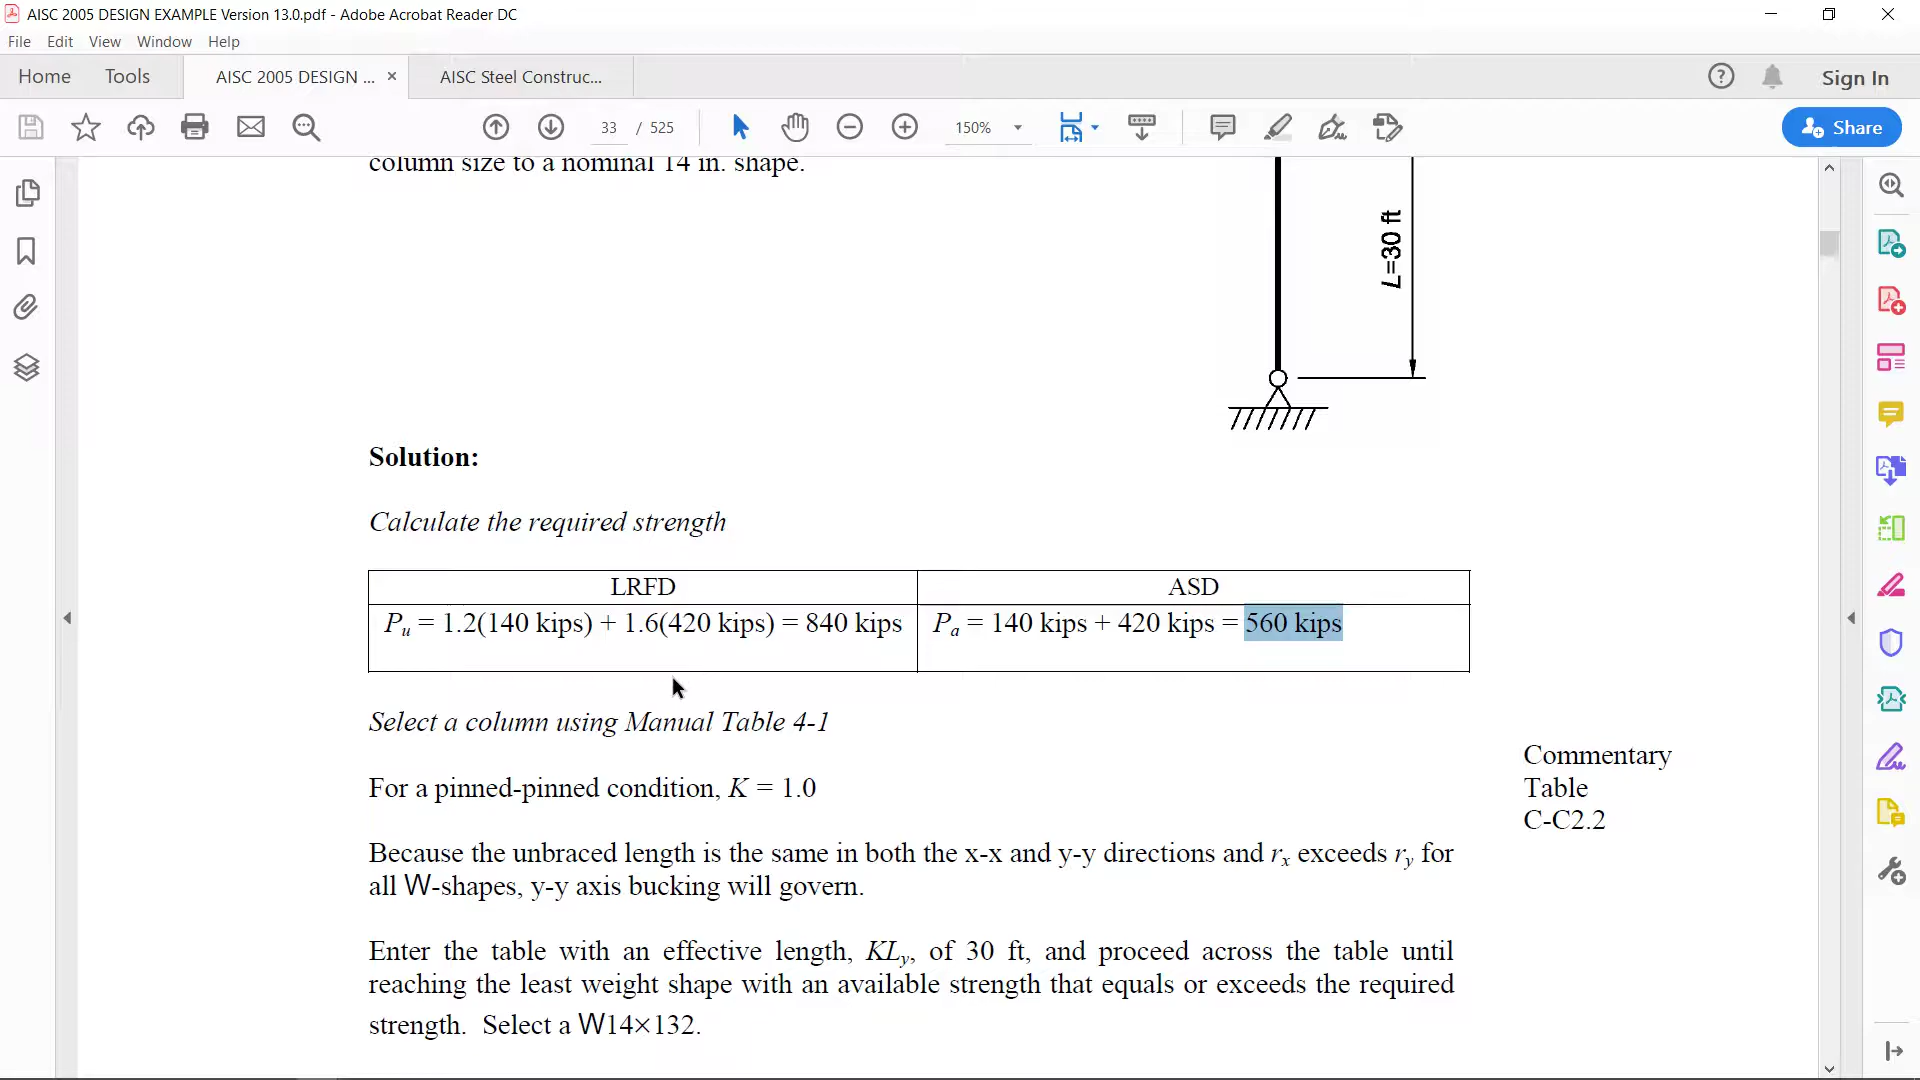 AISC 2005 DESIGN EXAMPLE Version 13.0.pdf - Adobe Acrobat Reader DC
File Edit View Window Help
Home Tools AISC 2005 DESIGN ... × AISC Steel Construc... Sign In
33 / 525 150% Share
column size to a nominal 14 in. shape.
L=30 ft
Solution:
Calculate the required strength
LRFD ASD
Pu = 1.2(140 kips) + 1.6(420 kips) = 840 kips Pa = 140 kips + 420 kips = 560 kips
Select a column using Manual Table 4-1
Commentary
Table
C-C2.2
For a pinned-pinned condition, K = 1.0
Because the unbraced length is the same in both the x-x and y-y directions and rx exceeds ry for
all W-shapes, y-y axis bucking will govern.
Enter the table with an effective length, KLy, of 30 ft, and proceed across the table until
reaching the least weight shape with an available strength that equals or exceeds the required
strength. Select a W14×132.